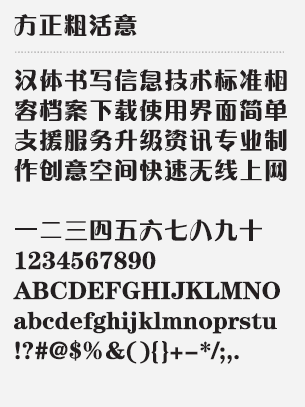 方正粗活意
汉体书写信息技术标准相
容档案下载使用界面简单
支援服务升级资讯专业制
作创意空间快速无线上网
一二三四五六七八九十
1234567890
ABCDEFGHIJKLMNO
abcdefghijklmnoprstu
!?#@$%&(){}+-*/;,.